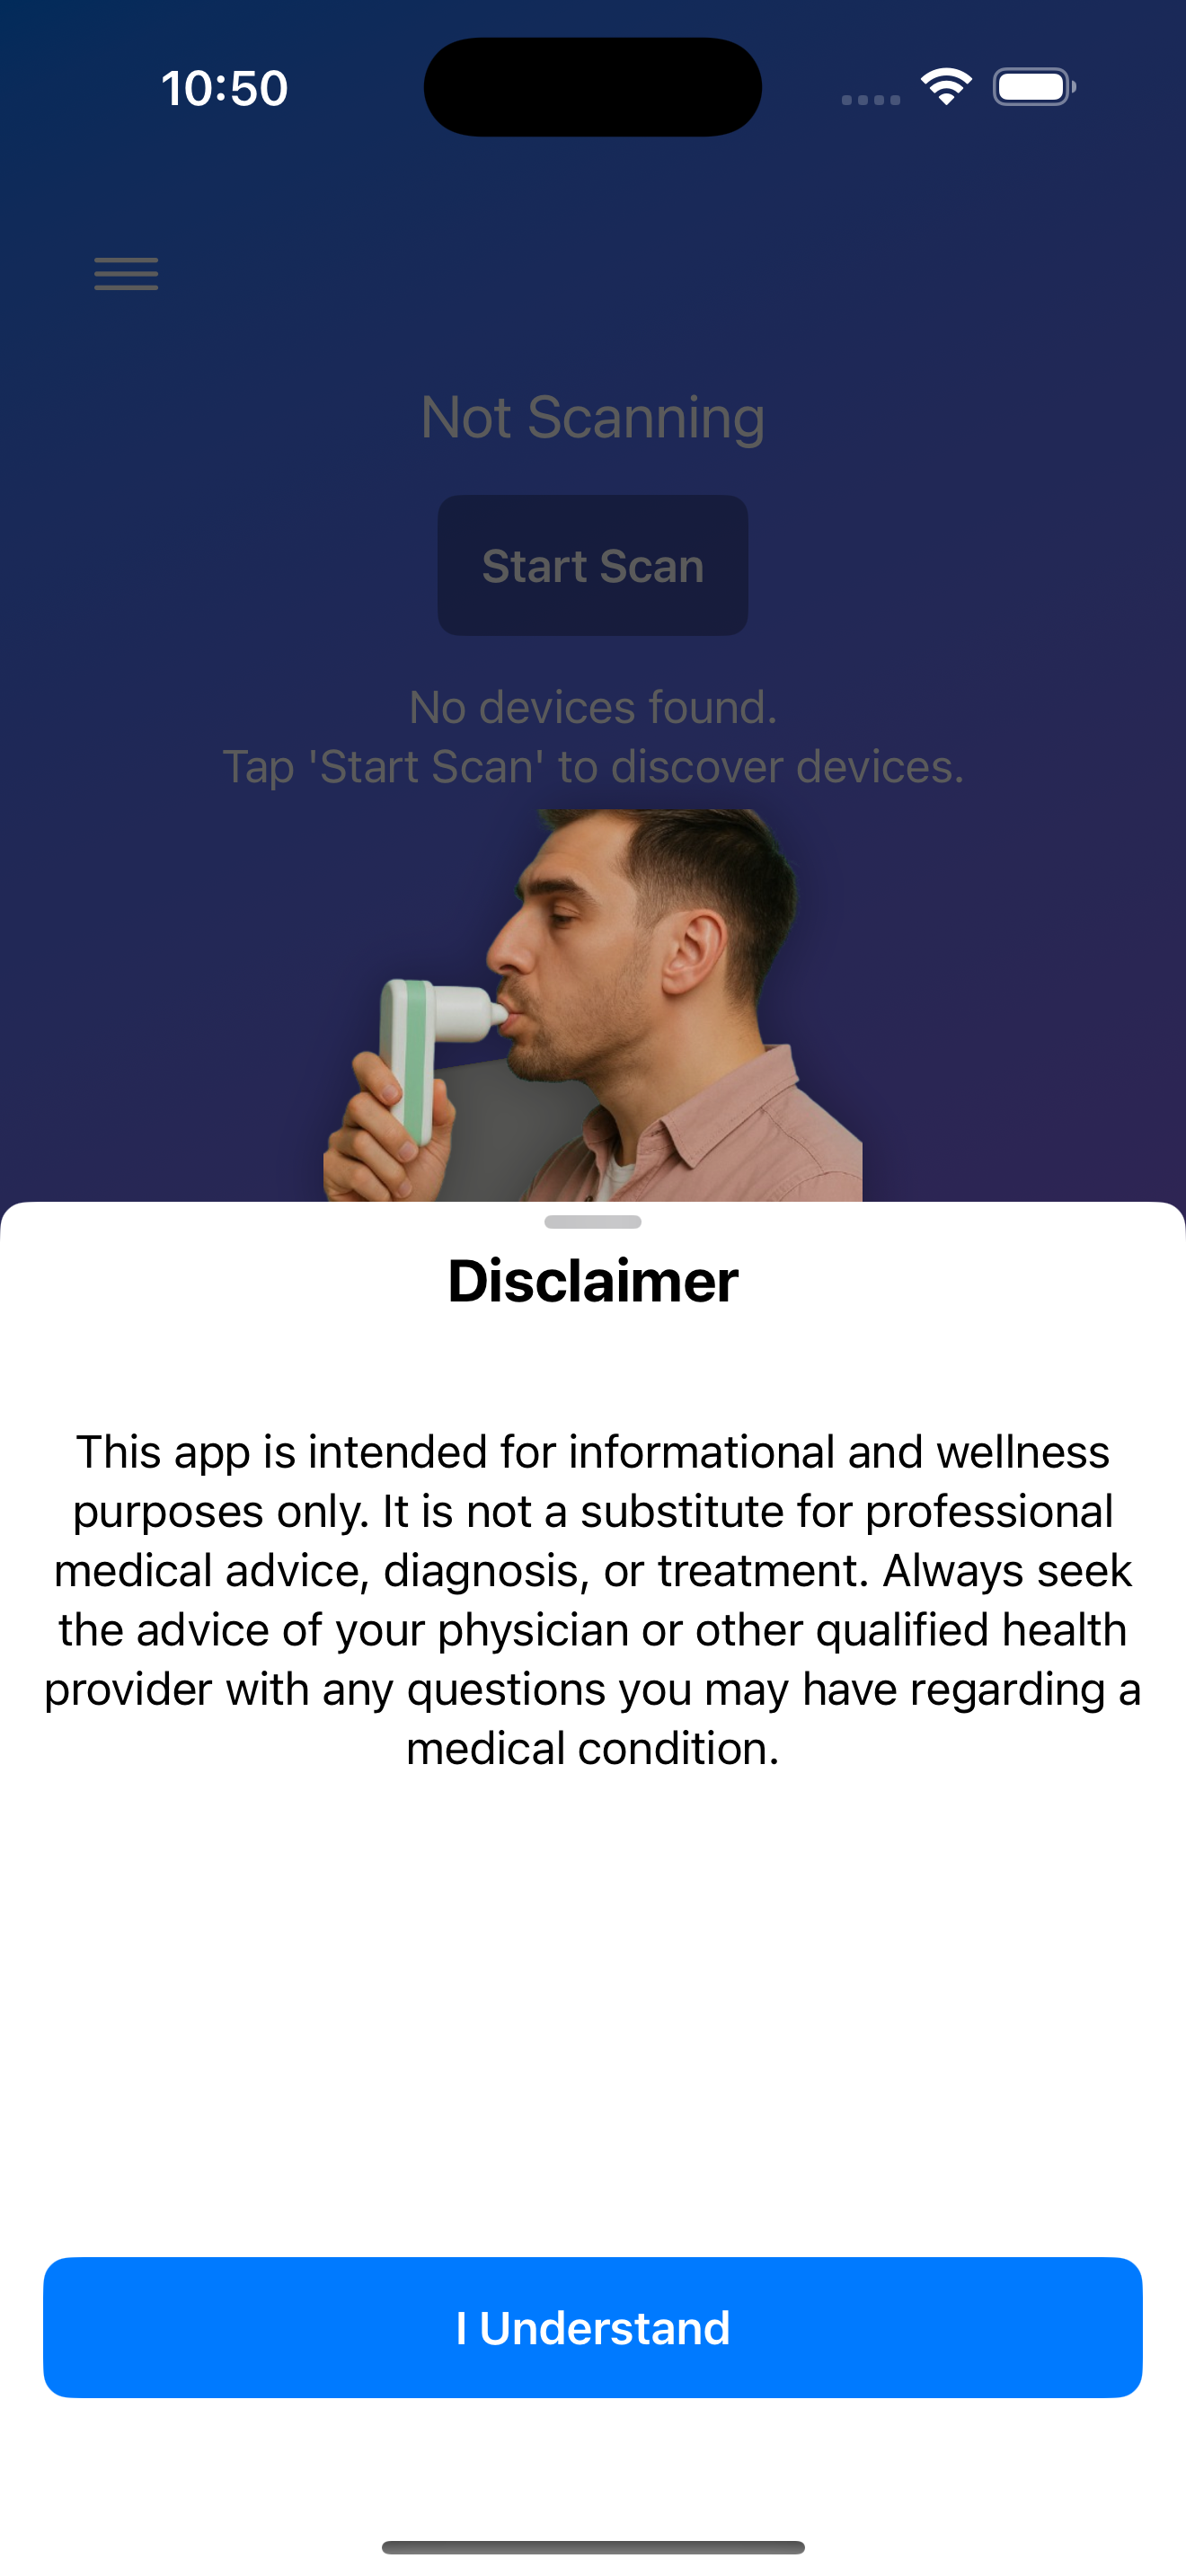 10:50
Not Scanning
Start Scan
No devices found.
Tap 'Start Scan' to discover devices.
Disclaimer
This app is intended for informational and wellness
purposes only. It is not a substitute for professional
medical advice, diagnosis, or treatment. Always seek
the advice of your physician or other qualified health
provider with any questions you may have regarding a
medical condition.
I Understand